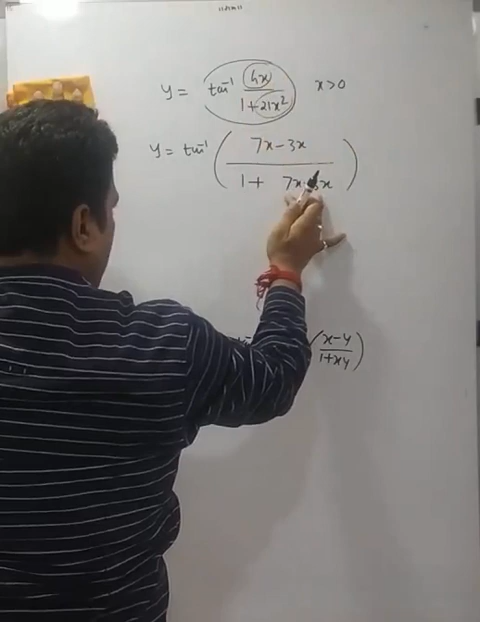 y = tan⁻¹ 4x / 1+21x² x>0
y = tan⁻¹ ( 7x-3x / 1+ 7x·3x )
( x-y / 1+xy )